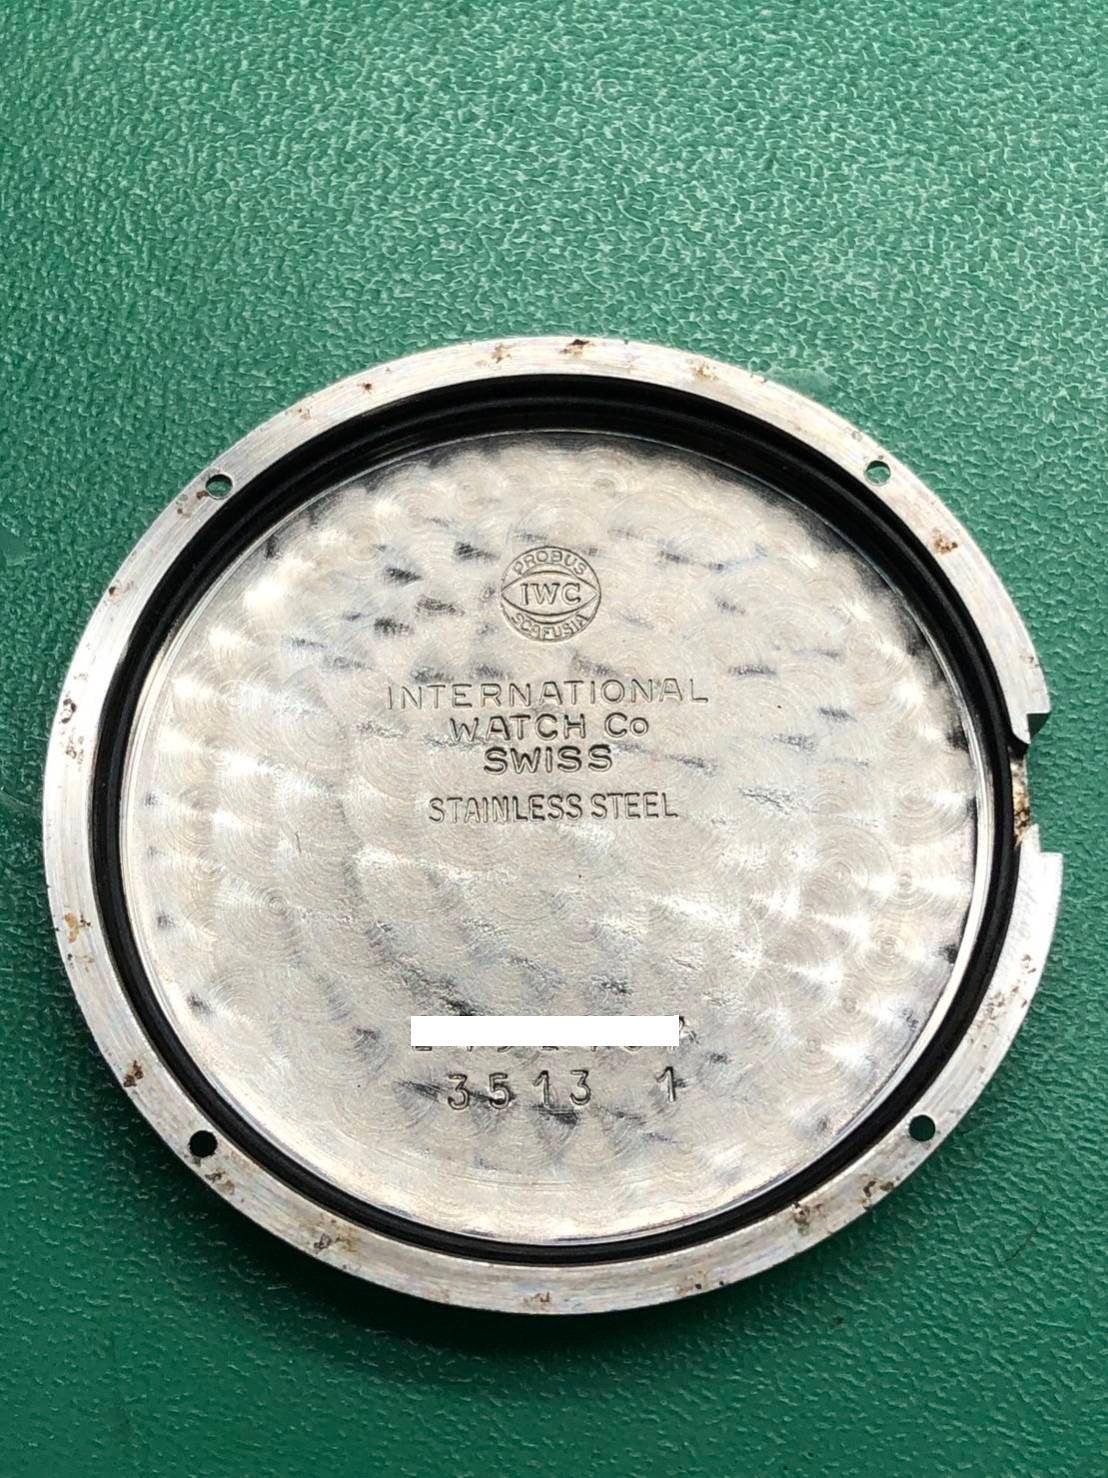 PROBUS
IWC
SCAFUSIA
INTERNATIONAL
WATCH Co
SWISS
STAINLESS STEEL
3513 1